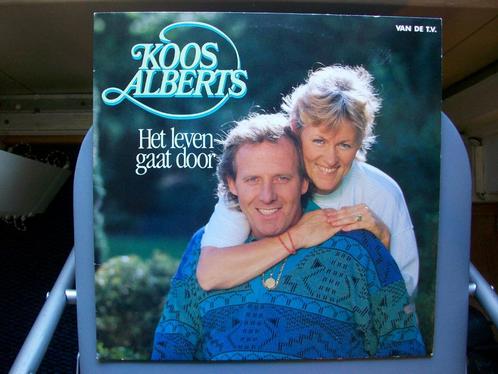 VAN DE T.V.
KOOS
ALBERTS
Het leven
gaat door